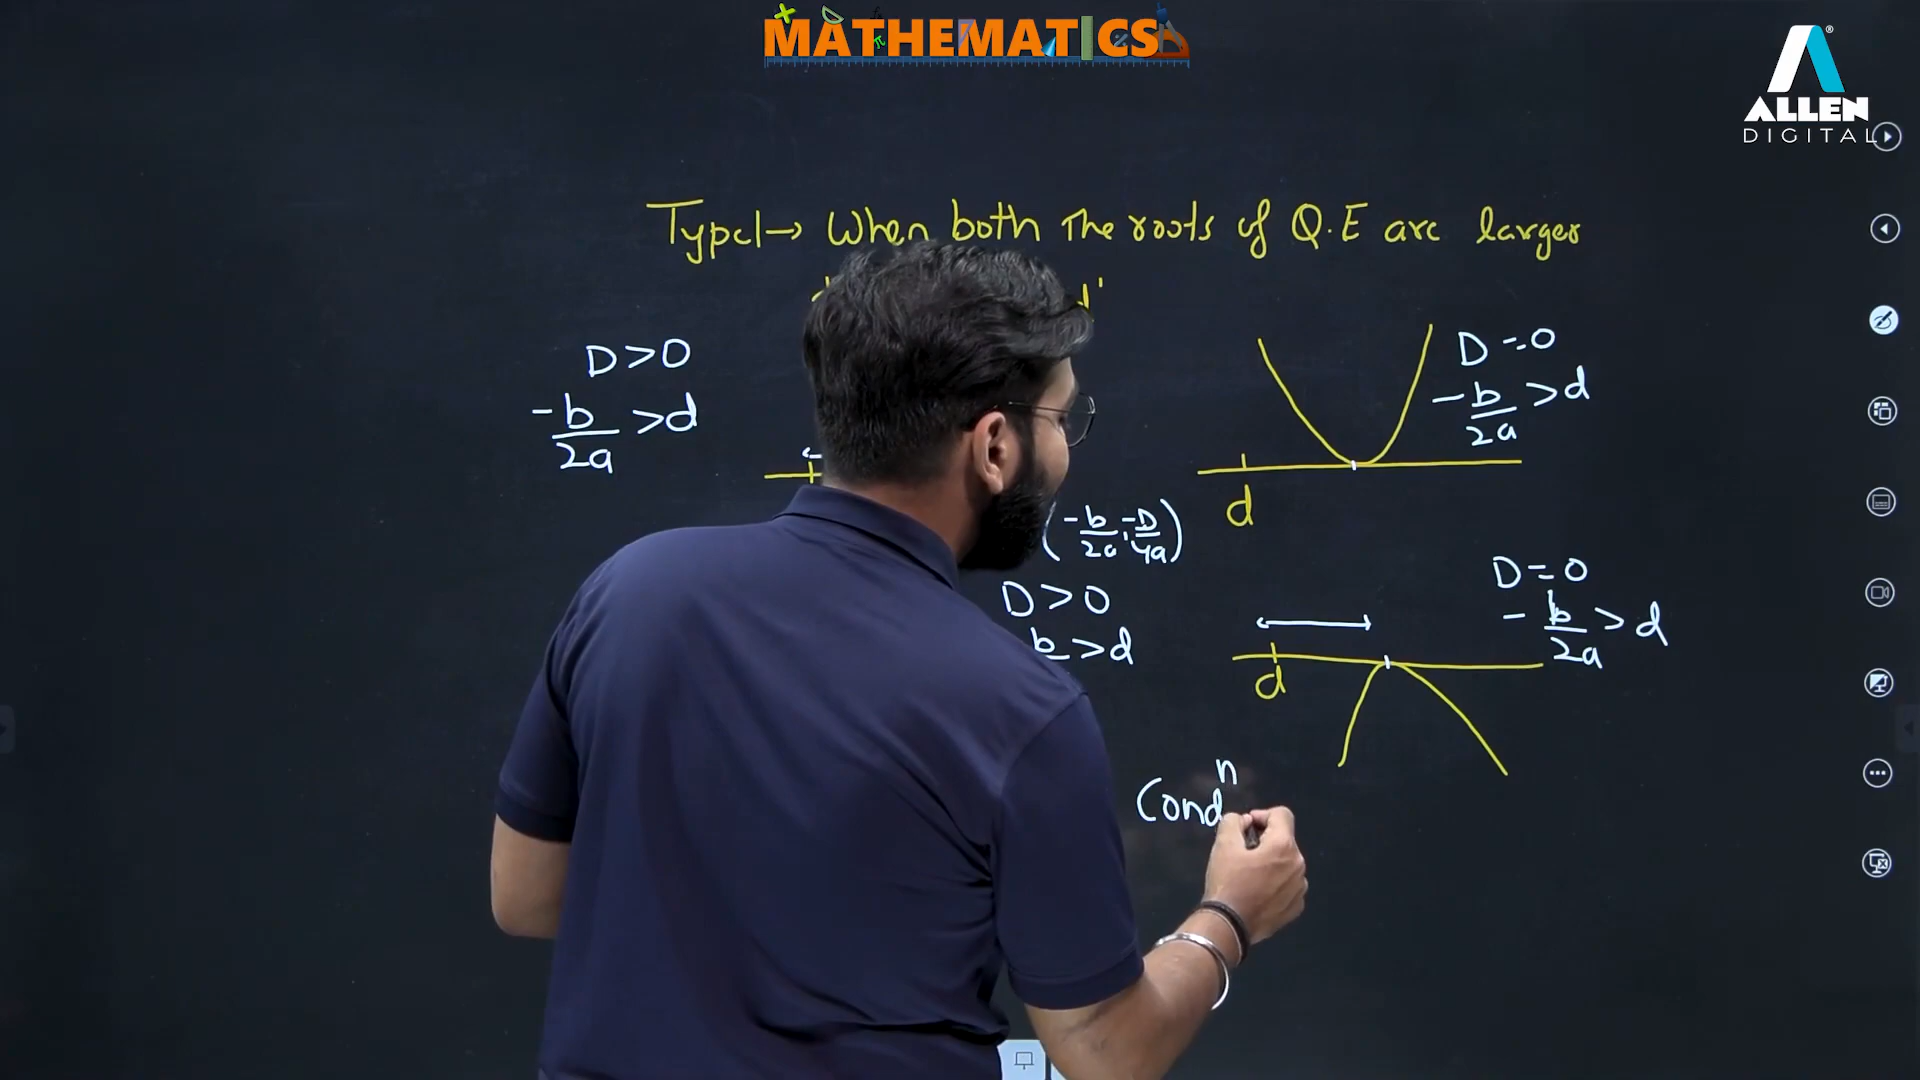 MATHEMATICS
ALLEN
DIGITAL
Type1→ When both the roots of Q.E are larger
d'
D>0
-b/2a >d
D=0
-b/2a >d
d
(-b/2a, -D/4a)
D>0
b >d
D=0
-b/2a >d
d
Condⁿ